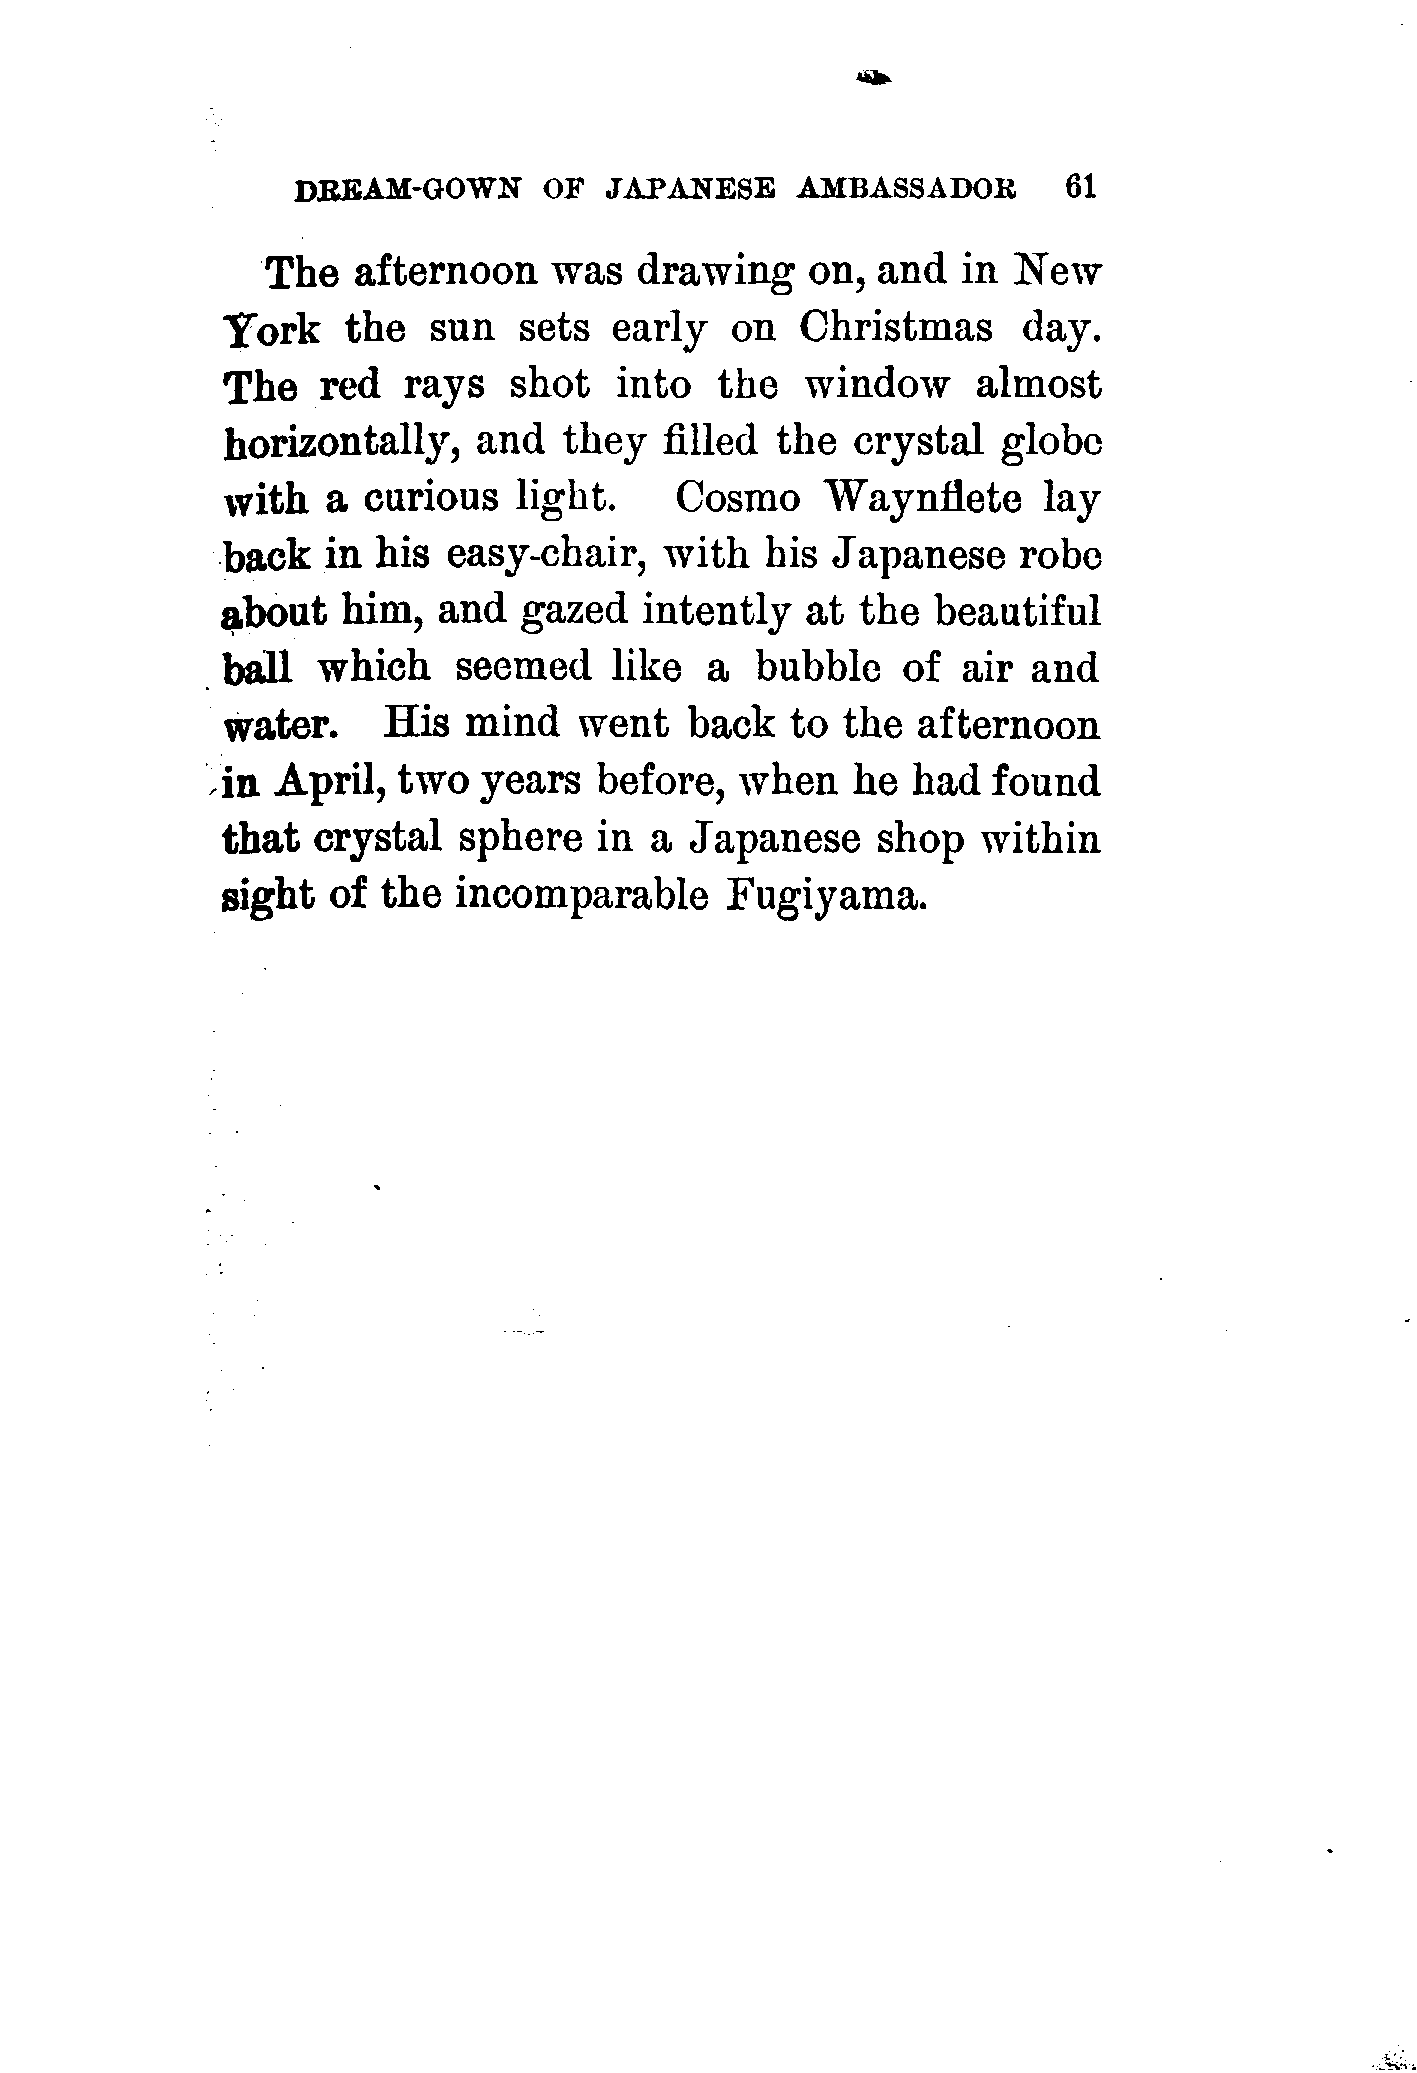 DREAM-GOWN OF JAPANESE AMBASSADOR 61
The afternoon was drawing on, and in New
York the sun sets early on Christmas day.
The red rays shot into the window almost
horizontally, and they filled the crystal globe
with a curious light. Cosmo Waynflete lay
back in his easy-chair, with his Japanese robe
about him, and gazed intently at the beautiful
ball which seemed like a bubble of air and
water. His mind went back to the afternoon
in April, two years before, when he had found
that crystal sphere in a Japanese shop within
sight of the incomparable Fugiyama.